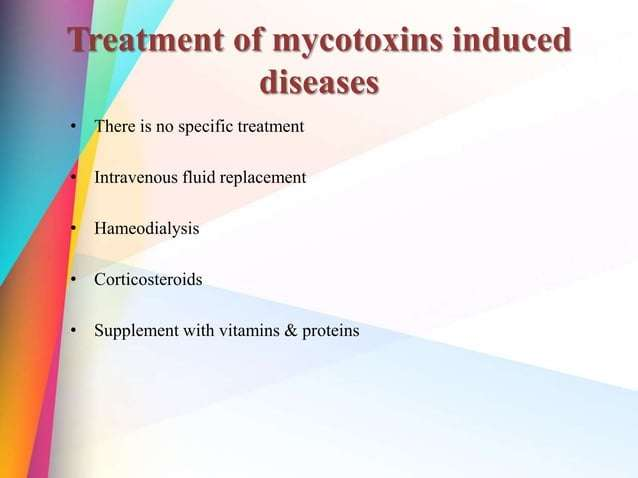 Treatment of mycotoxins induced
diseases
• There is no specific treatment
• Intravenous fluid replacement
• Hameodialysis
• Corticosteroids
• Supplement with vitamins & proteins